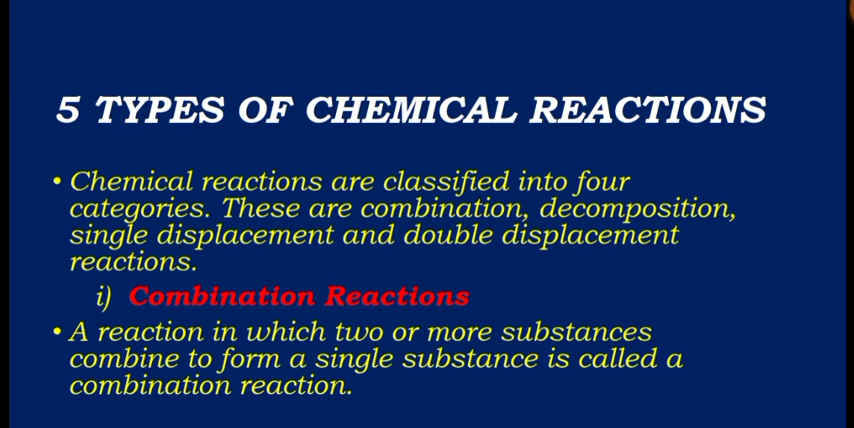 5 TYPES OF CHEMICAL REACTIONS
• Chemical reactions are classified into four
categories. These are combination, decomposition,
single displacement and double displacement
reactions.
i) Combination Reactions
• A reaction in which two or more substances
combine to form a single substance is called a
combination reaction.